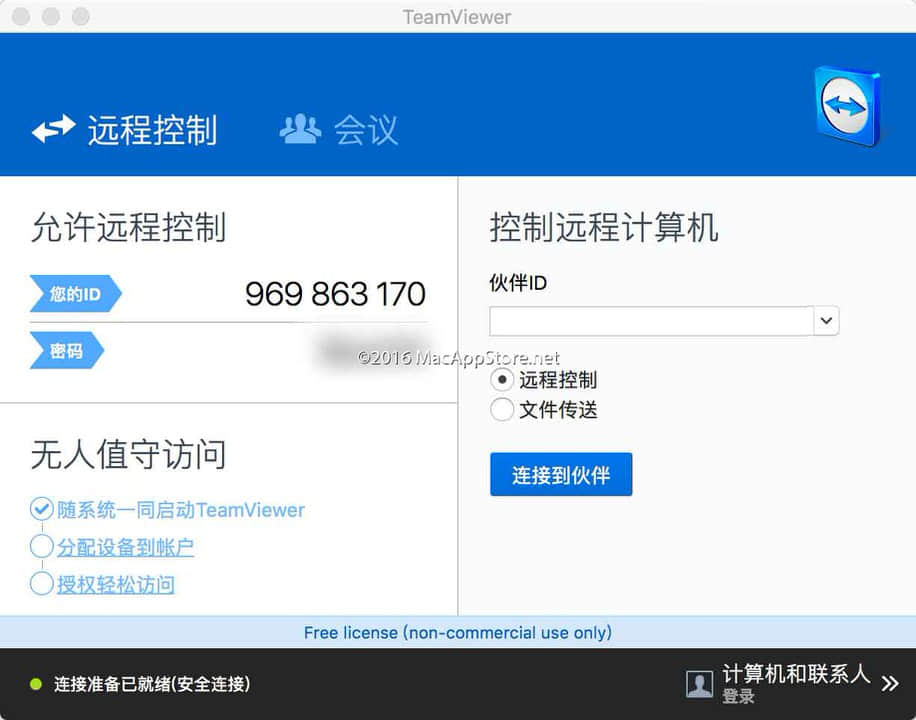 TeamViewer
远程控制
会议
允许远程控制
您的ID
969 863 170
密码
无人值守访问
随系统一同启动TeamViewer
分配设备到帐户
授权轻松访问
控制远程计算机
伙伴ID
©2016 MacAppStore.net
远程控制
文件传送
连接到伙伴
Free license (non-commercial use only)
连接准备已就绪(安全连接)
计算机和联系人
登录